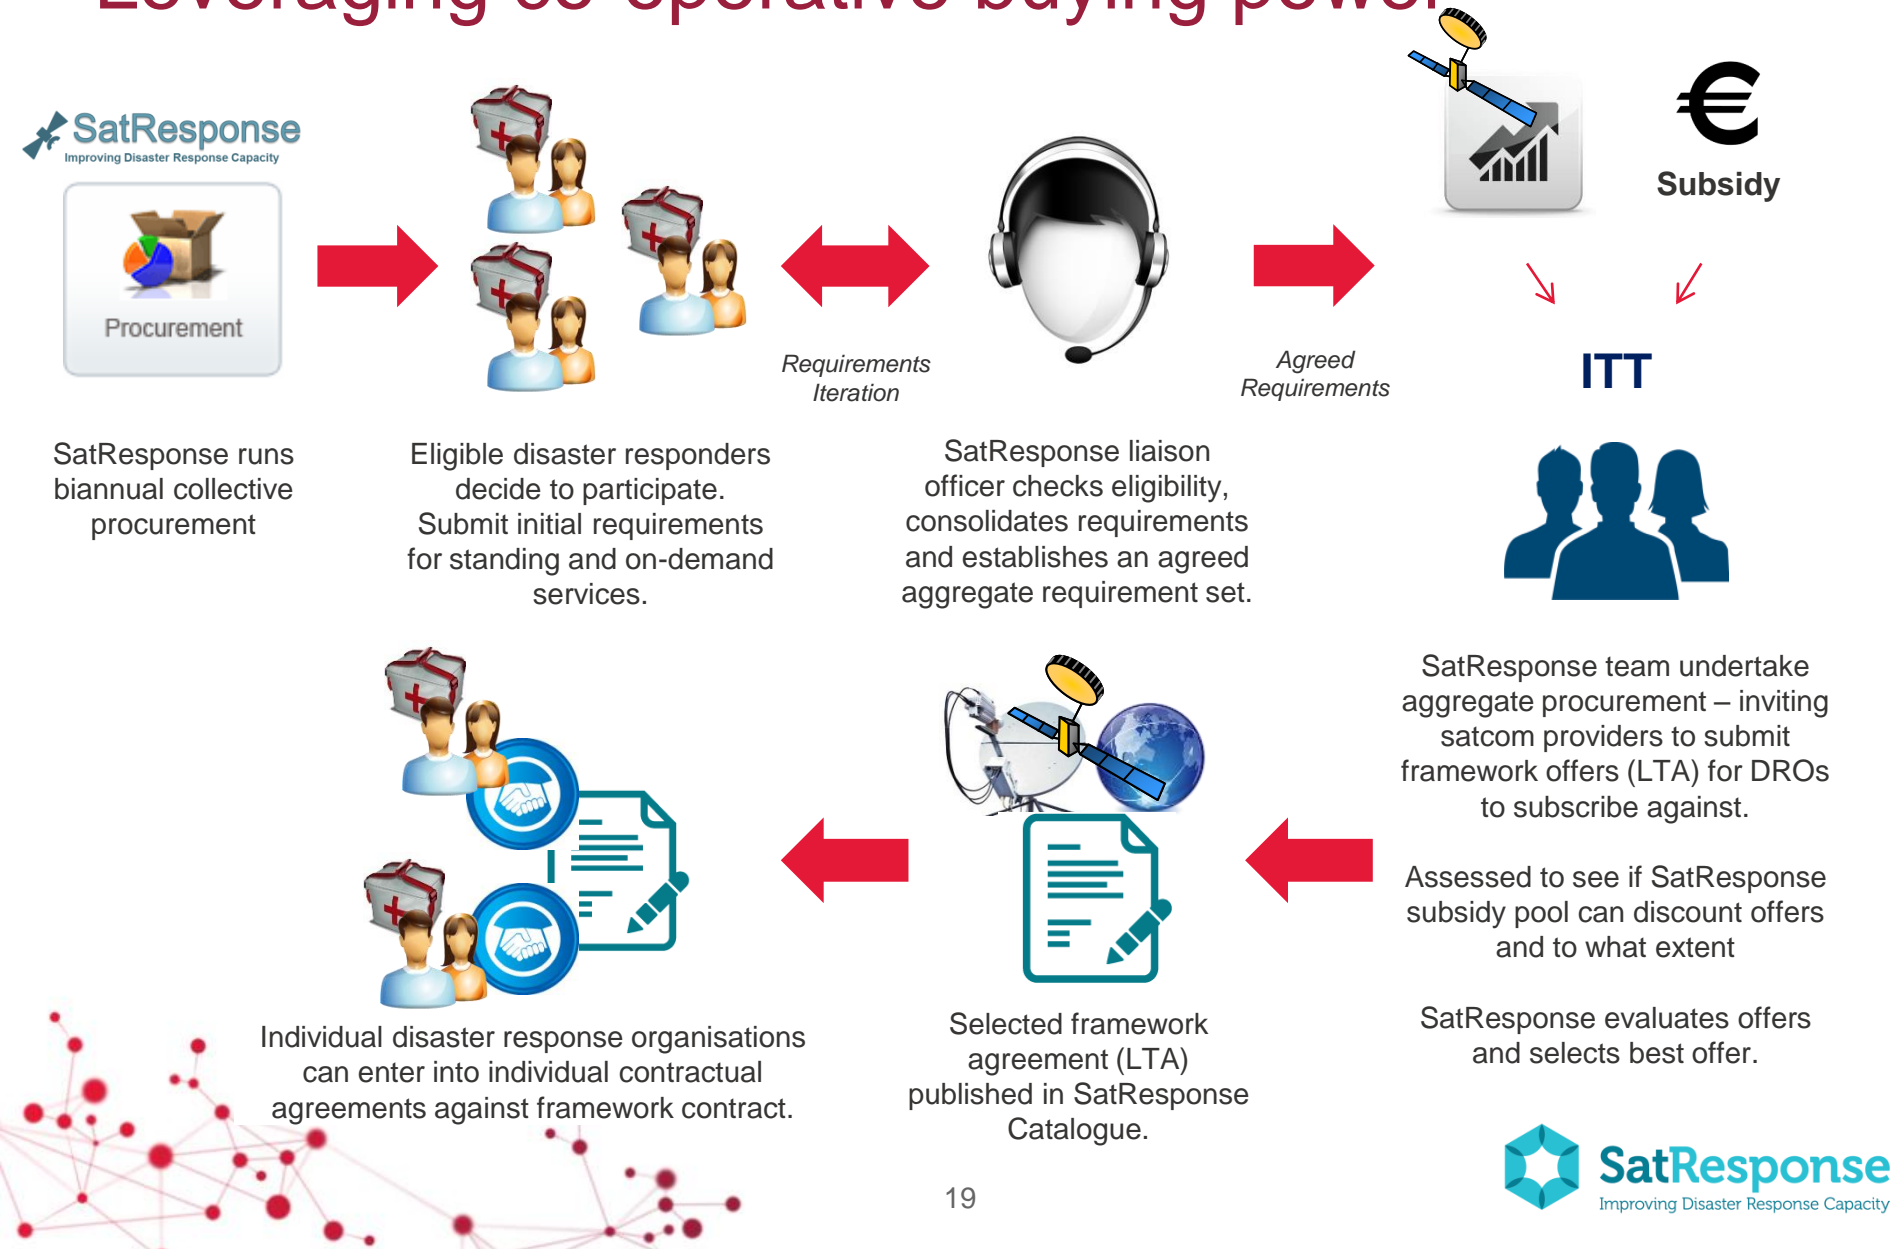 Leveraging co-operative buying power
SatResponse
Improving Disaster Response Capacity
Procurement
Requirements
Iteration
Agreed
Requirements
€
Subsidy
ITT
SatResponse runs
biannual collective
procurement
Eligible disaster responders
decide to participate.
Submit initial requirements
for standing and on-demand
services.
SatResponse liaison
officer checks eligibility,
consolidates requirements
and establishes an agreed
aggregate requirement set.
SatResponse team undertake
aggregate procurement – inviting
satcom providers to submit
framework offers (LTA) for DROs
to subscribe against.
Assessed to see if SatResponse
subsidy pool can discount offers
and to what extent
SatResponse evaluates offers
and selects best offer.
Selected framework
agreement (LTA)
published in SatResponse
Catalogue.
Individual disaster response organisations
can enter into individual contractual
agreements against framework contract.
19
SatResponse
Improving Disaster Response Capacity